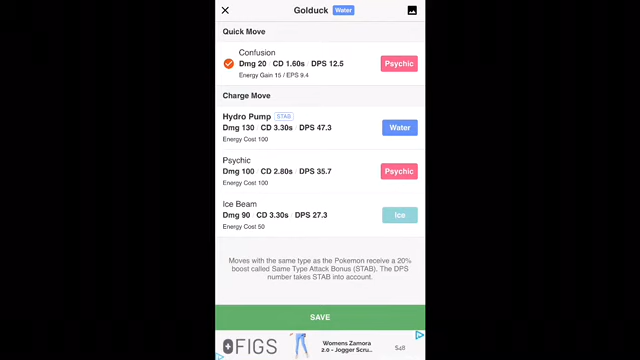 Golduck Water
Quick Move
Confusion
Dmg 20 CD 1.60s DPS 12.5
Psychic
Energy Gain 15 / EPS 9.4
Charge Move
Hydro Pump STAB
Dmg 130 CD 3.30s DPS 47.3
Water
Energy Cost 100
Psychic
Dmg 100 CD 2.80s DPS 35.7
Psychic
Energy Cost 100
Ice Beam
Dmg 90 CD 3.30s DPS 27.3
Ice
Energy Cost 50
Moves with the same type as the Pokemon receive a 20%
boost called Same Type Attack Bonus (STAB). The DPS
number takes STAB into account.
SAVE
FIGS
Womens Zamora
2.0 - Jogger Scru...
$48